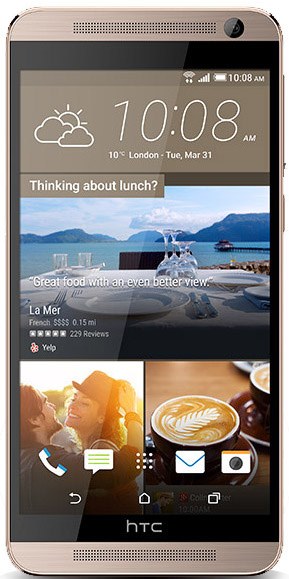 10:08 AM
10:08 AM
10°C London - Tue, Mar 31
Thinking about lunch?
"Great food with an even better view."
La Mer
French $$$$ 0.15 mi
229 Reviews
Yelp
hTC